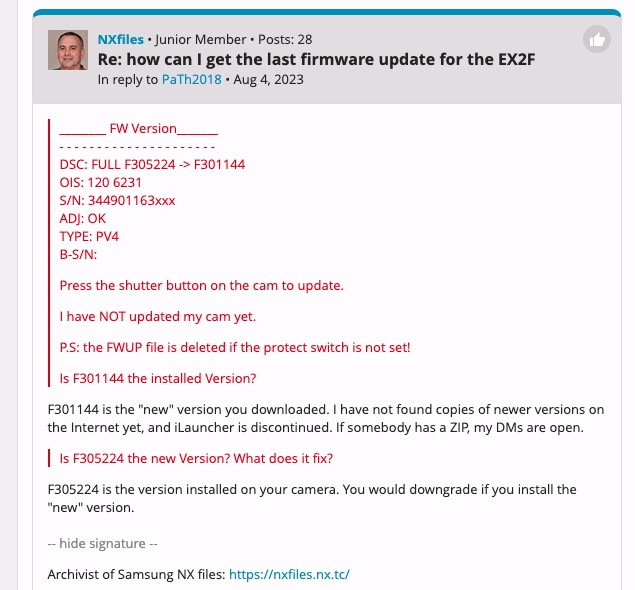 NXfiles • Junior Member • Posts: 28
Re: how can I get the last firmware update for the EX2F
In reply to PaTh2018 • Aug 4, 2023
_______ FW Version______
- - - - - - - - - - - - - - - - - - - - -
DSC: FULL F305224 -> F301144
OIS: 120 6231
S/N: 344901163xxx
ADJ: OK
TYPE: PV4
B-S/N:
Press the shutter button on the cam to update.
I have NOT updated my cam yet.
P.S: the FWUP file is deleted if the protect switch is not set!
Is F301144 the installed Version?
F301144 is the "new" version you downloaded. I have not found copies of newer versions on
the Internet yet, and iLauncher is discontinued. If somebody has a ZIP, my DMs are open.
Is F305224 the new Version? What does it fix?
F305224 is the version installed on your camera. You would downgrade if you install the
"new" version.
-- hide signature --
Archivist of Samsung NX files: https://nxfiles.nx.tc/